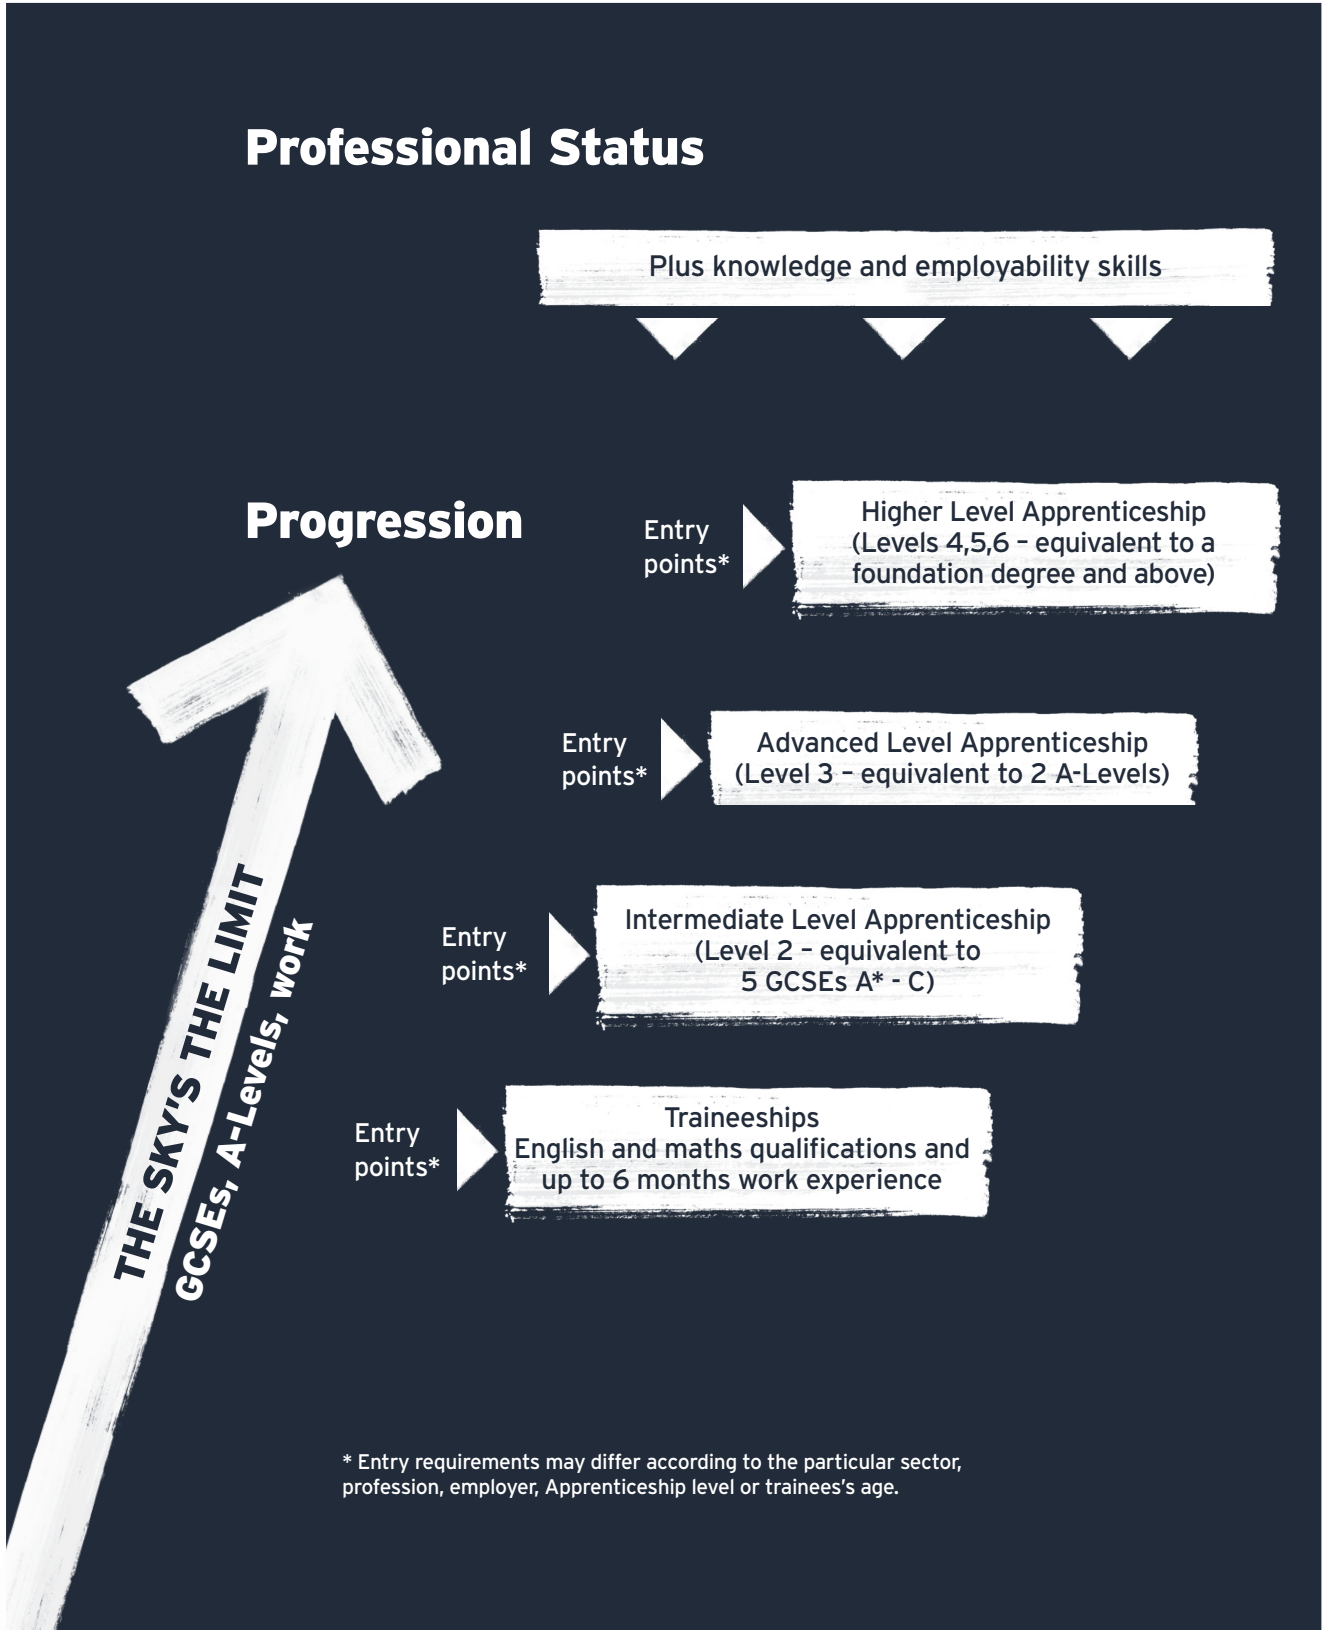 Professional Status
Plus knowledge and employability skills
Progression
Entry
points*
Higher Level Apprenticeship
(Levels 4,5,6 – equivalent to a
foundation degree and above)
Entry
points*
Advanced Level Apprenticeship
(Level 3 – equivalent to 2 A-Levels)
Entry
points*
Intermediate Level Apprenticeship
(Level 2 – equivalent to
5 GCSEs A* - C)
Entry
points*
Traineeships
English and maths qualifications and
up to 6 months work experience
THE SKY'S THE LIMIT
GCSEs, A-Levels, work
* Entry requirements may differ according to the particular sector,
profession, employer, Apprenticeship level or trainees's age.